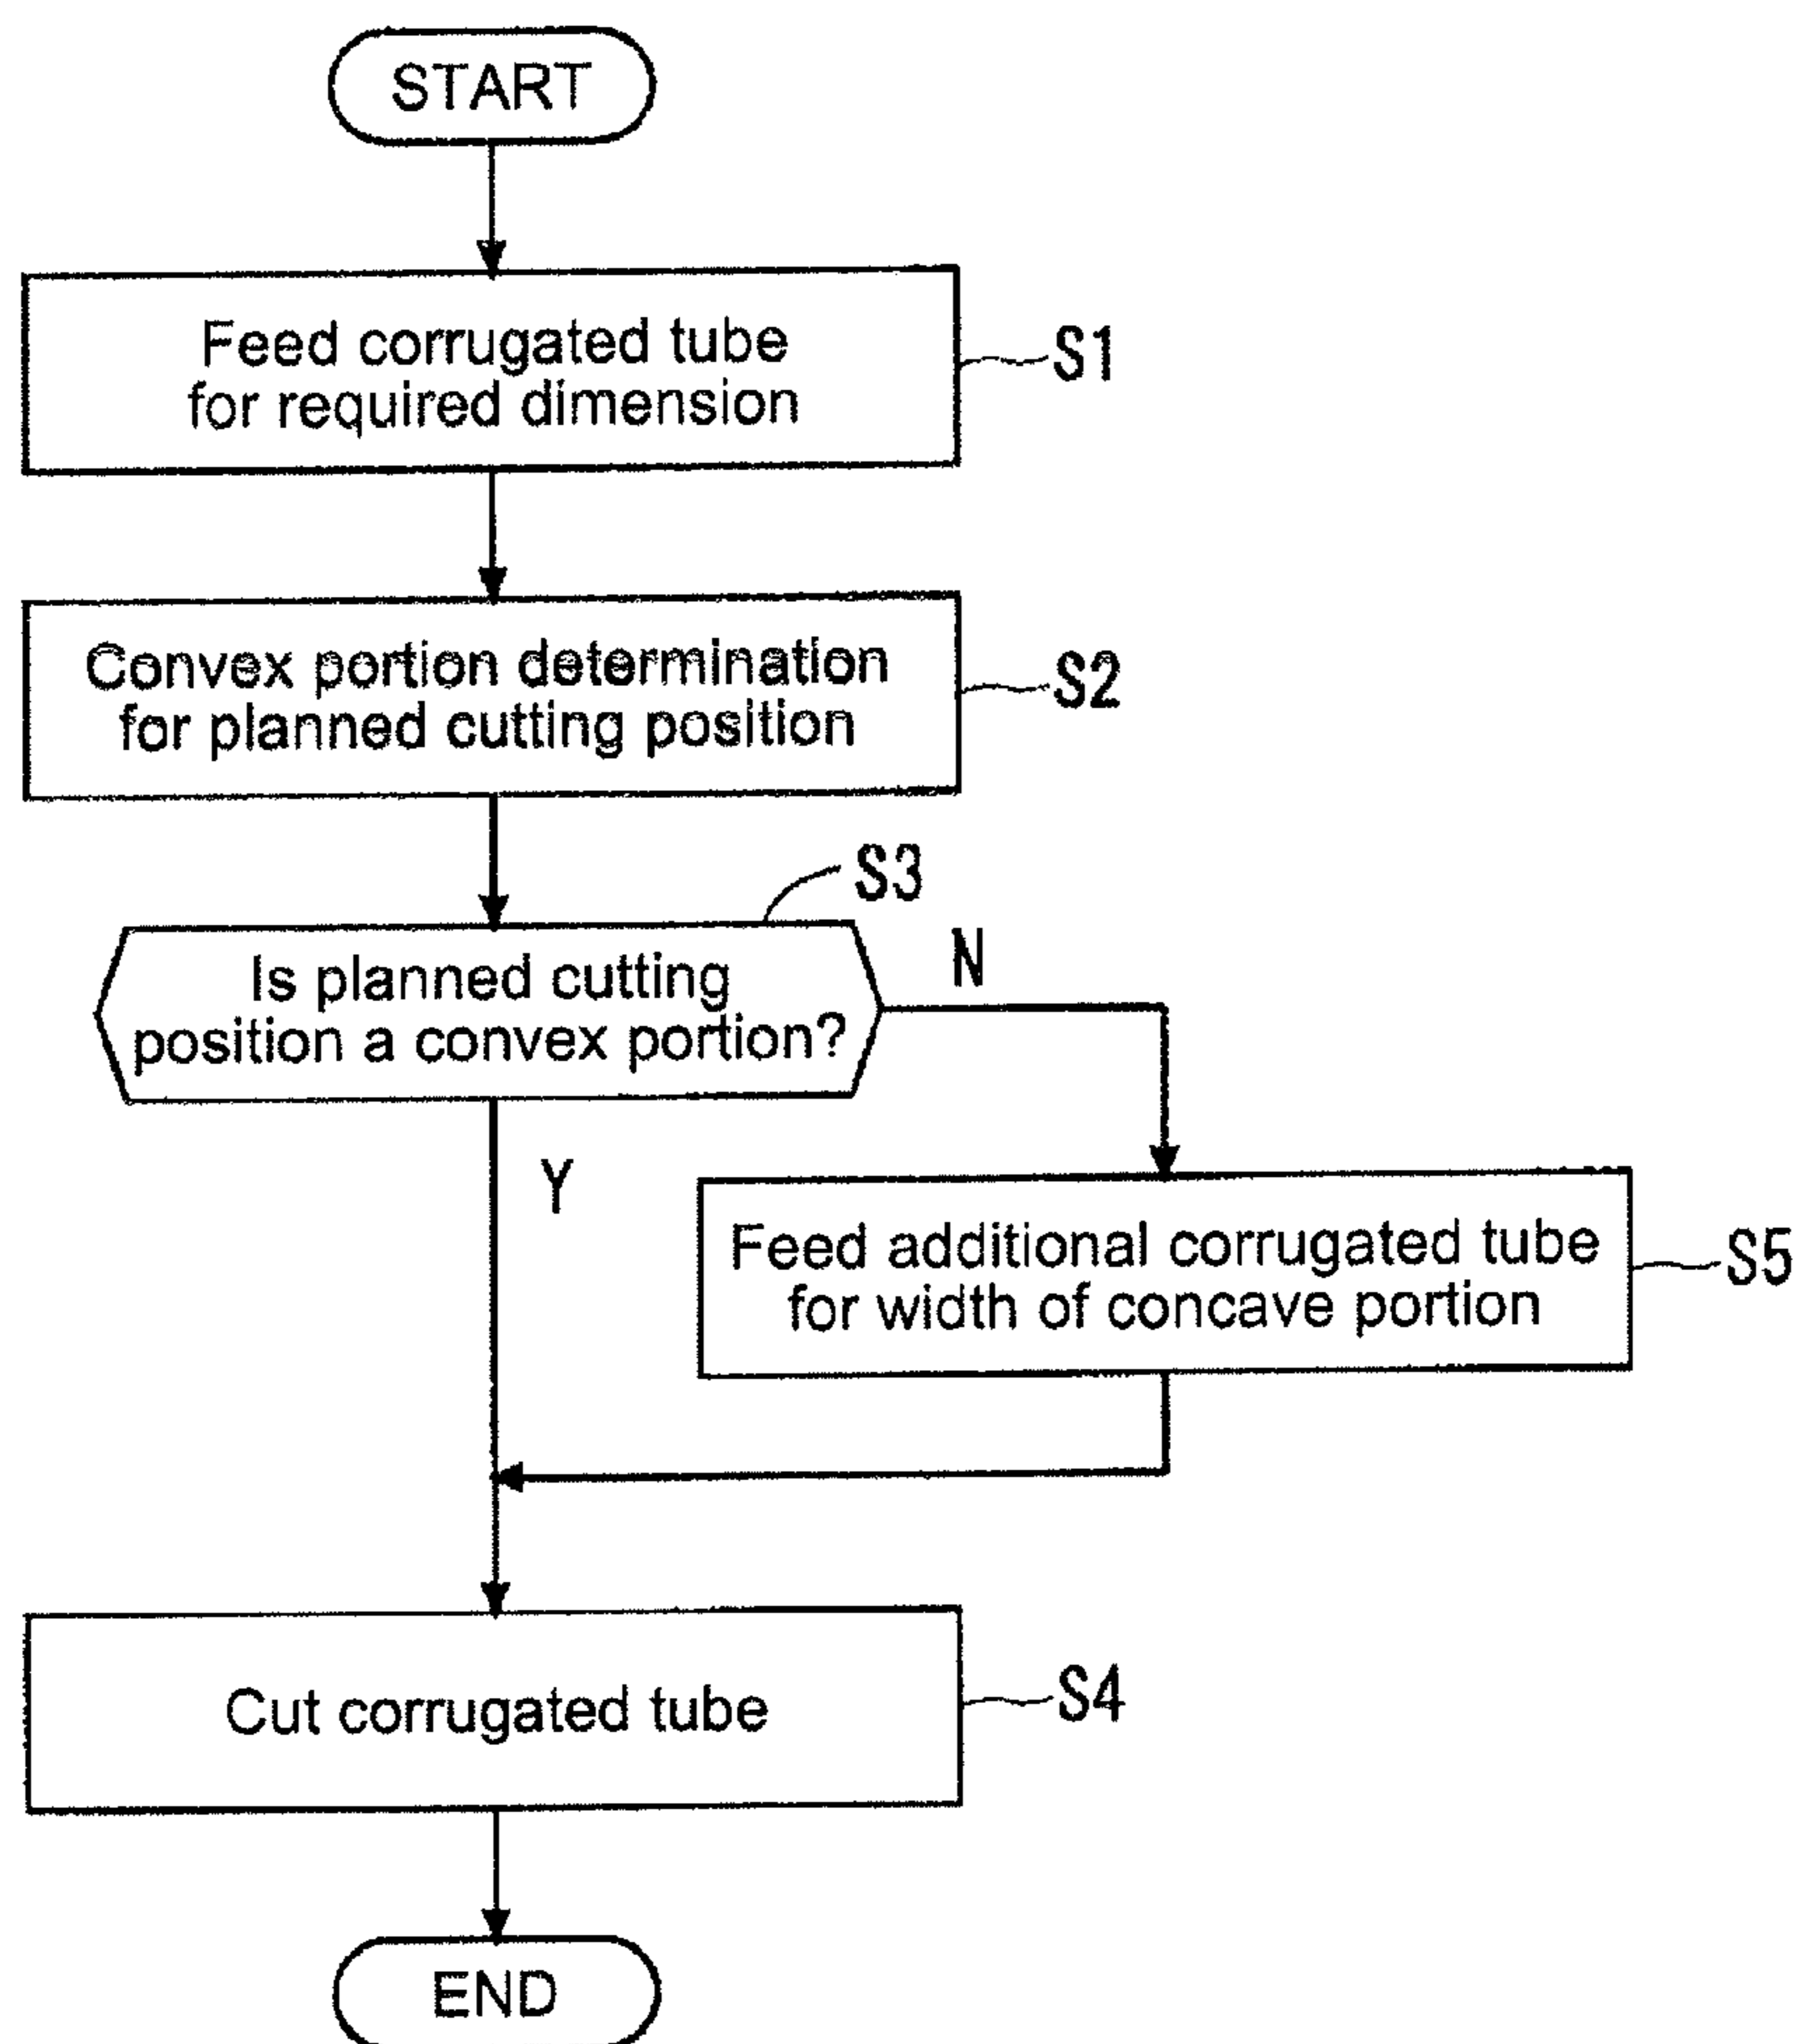 START
Feed corrugated tube
for required dimension
S1
Convex portion determination
for planned cutting position
S2
S3
Is planned cutting
position a convex portion?
N
Y
Feed additional corrugated tube
for width of concave portion
S5
Cut corrugated tube
S4
END